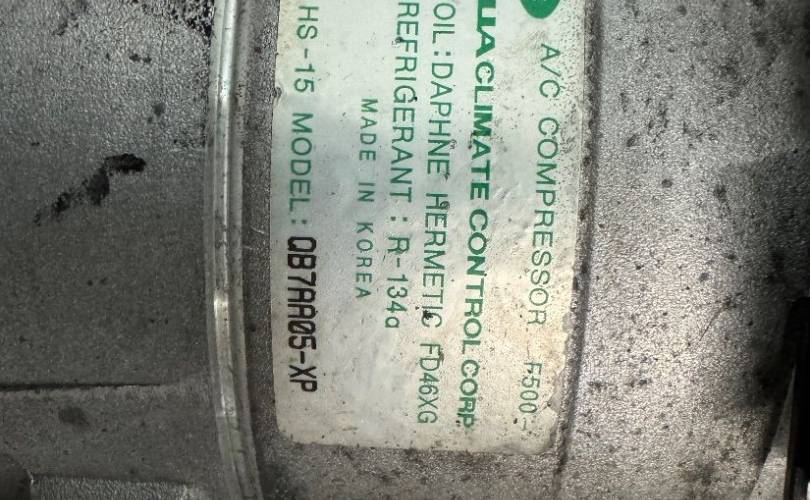 A/C COMPRESSOR F500-
CLIMATE CONTROL CORP
OIL:DAPHNE HERMETIC FD46XG
REFRIGERANT : R-134a
MADE IN KOREA
HS-15 MODEL: QB7AA05-XP